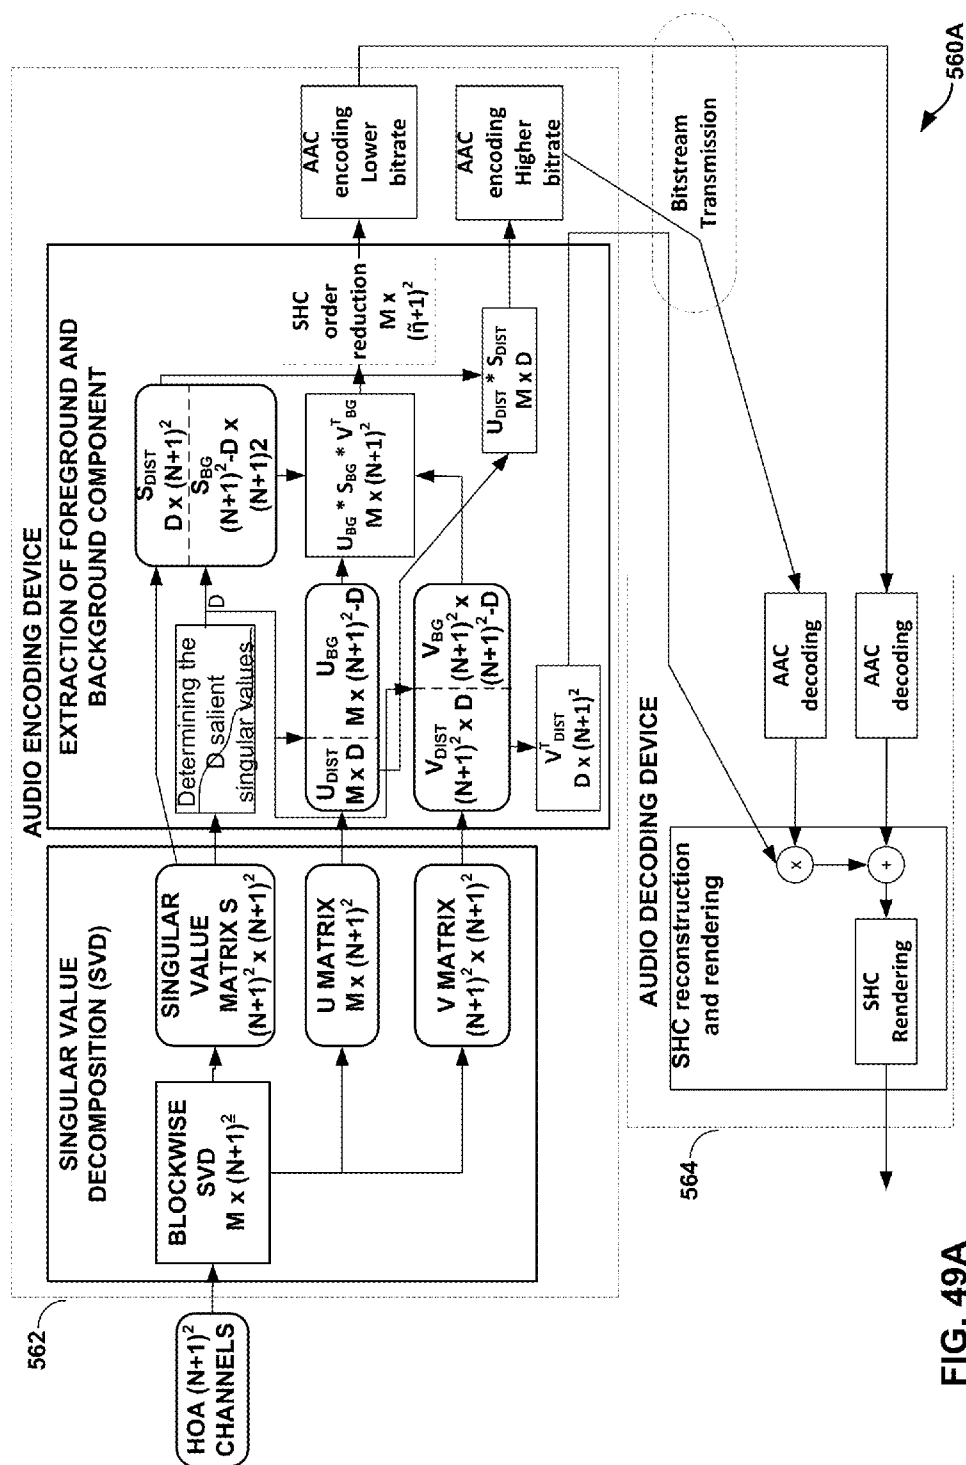 AUDIO ENCODING DEVICE
562
HOA (N+1)²
CHANNELS
SINGULAR VALUE
DECOMPOSITION (SVD)
BLOCKWISE
SVD
M x (N+1)²
SINGULAR
VALUE
MATRIX S
(N+1)² x (N+1)²
U MATRIX
M x (N+1)²
V MATRIX
(N+1)² x (N+1)²
EXTRACTION OF FOREGROUND AND
BACKGROUND COMPONENT
Determining the
D salient
singular values
D
S_DIST
D x (N+1)²
S_BG
(N+1)²-D x
(N+1)2
U_DIST
M x D
U_BG
M x (N+1)²-D
V_DIST
(N+1)² x D
V_BG
(N+1)² x
(N+1)²-D
V^T_DIST
D x (N+1)²
U_BG * S_BG * V^T_BG
M x (N+1)²
SHC
order
reduction
M x
(ñ+1)²
U_DIST * S_DIST
M x D
AAC
encoding
Lower
bitrate
AAC
encoding
Higher
bitrate
Bitstream
Transmission
560A
AUDIO DECODING DEVICE
564
SHC reconstruction
and rendering
AAC
decoding
AAC
decoding
x
+
SHC
Rendering
FIG. 49A